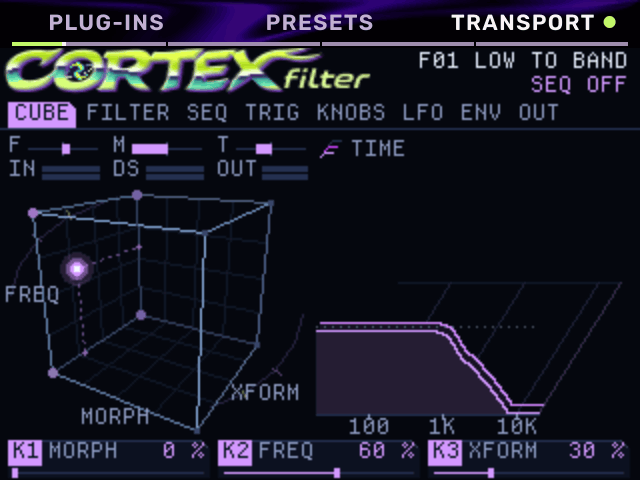 PLUG-INS PRESETS TRANSPORT
CORTEX filter
F01 LOW TO BAND
SEQ OFF
CUBE FILTER SEQ TRIG KNOBS LFO ENV OUT
F M T TIME
IN DS OUT
FREQ
XFORM
MORPH
100 1K 10K
K1 MORPH 0 % K2 FREQ 60 % K3 XFORM 30 %